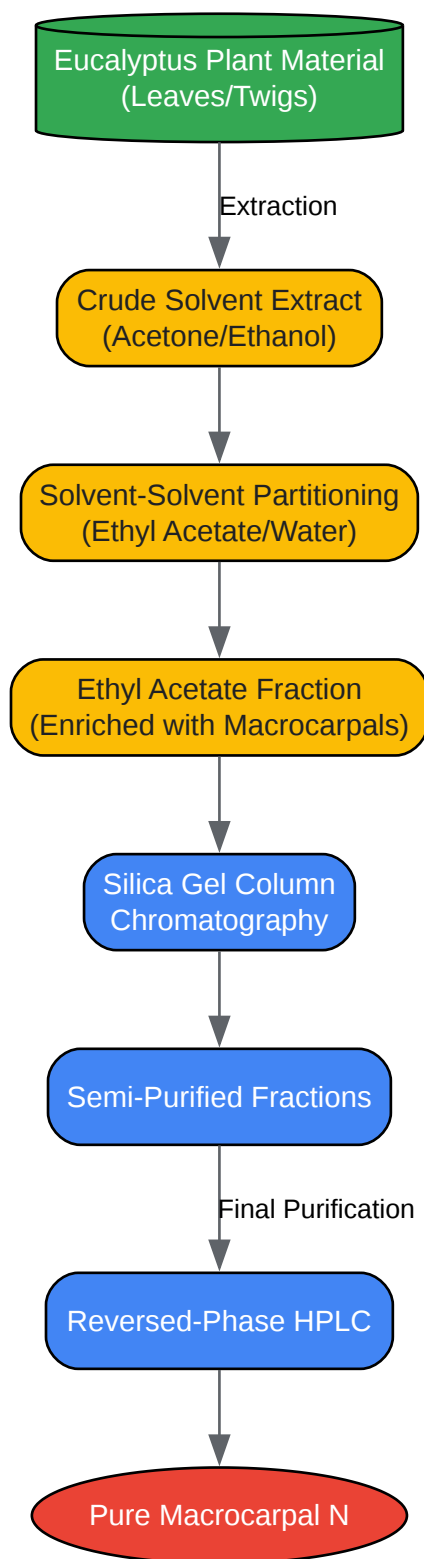 Eucalyptus Plant Material
(Leaves/Twigs)
Extraction
Crude Solvent Extract
(Acetone/Ethanol)
Solvent-Solvent Partitioning
(Ethyl Acetate/Water)
Ethyl Acetate Fraction
(Enriched with Macrocarpals)
Silica Gel Column
Chromatography
Semi-Purified Fractions
Final Purification
Reversed-Phase HPLC
Pure Macrocarpal N